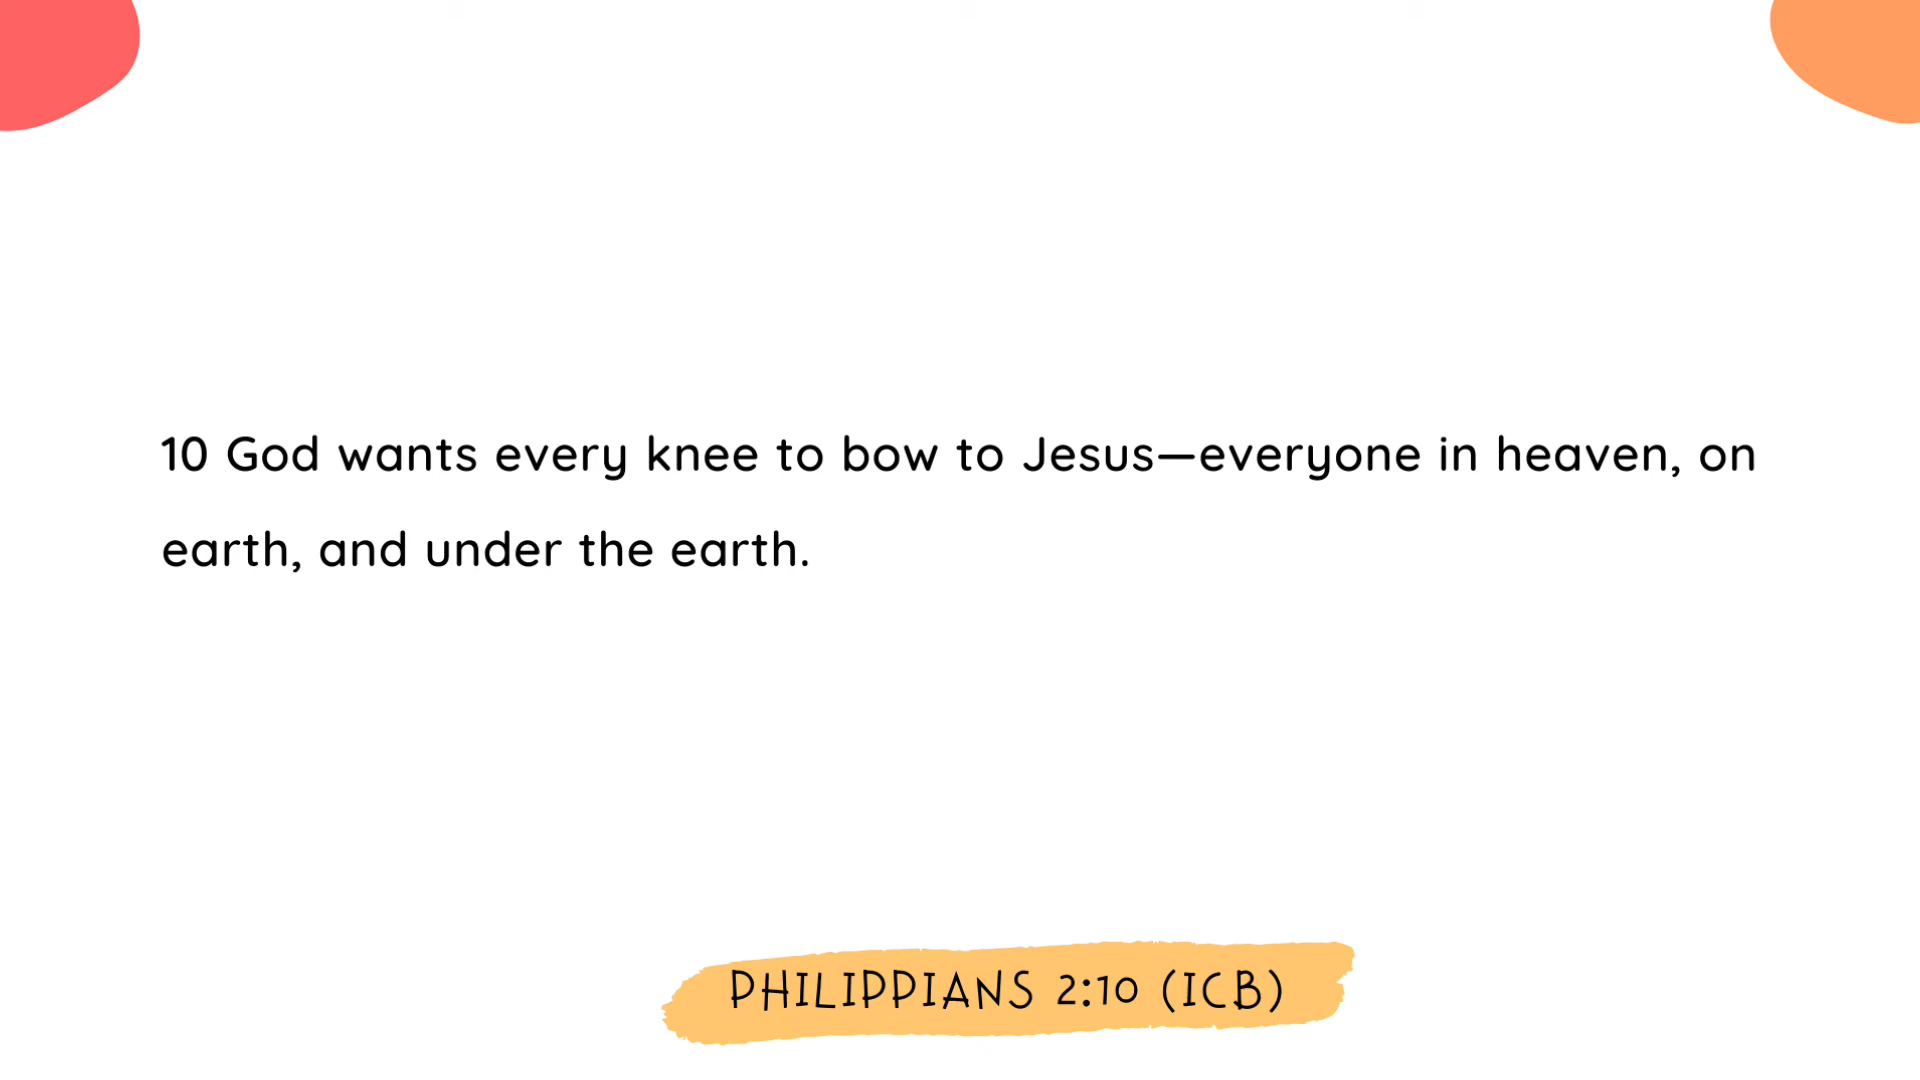 10 God wants every knee to bow to Jesus—everyone in heaven, on
earth, and under the earth.
PHILIPPIANS 2:10 (ICB)